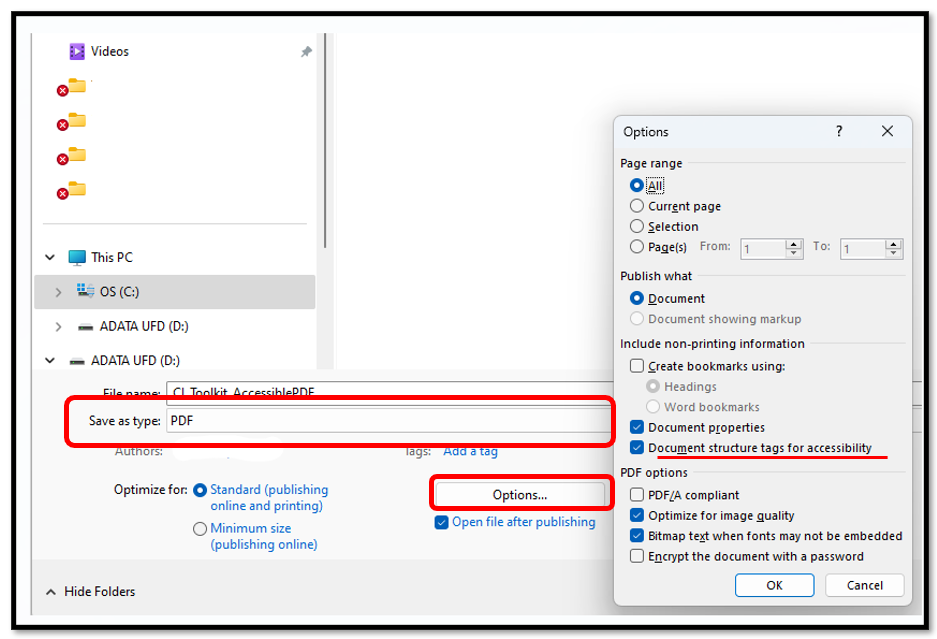 Videos
This PC
OS (C:)
ADATA UFD (D:)
ADATA UFD (D:)
File name: CI_Toolkit_AccessiblePDF
Save as type: PDF
Authors:
Tags: Add a tag
Optimize for: Standard (publishing
online and printing)
Minimum size
(publishing online)
Options...
Open file after publishing
Hide Folders
Options ?
Page range
All
Current page
Selection
Page(s) From: 1 To: 1
Publish what
Document
Document showing markup
Include non-printing information
Create bookmarks using:
Headings
Word bookmarks
Document properties
Document structure tags for accessibility
PDF options
PDF/A compliant
Optimize for image quality
Bitmap text when fonts may not be embedded
Encrypt the document with a password
OK Cancel